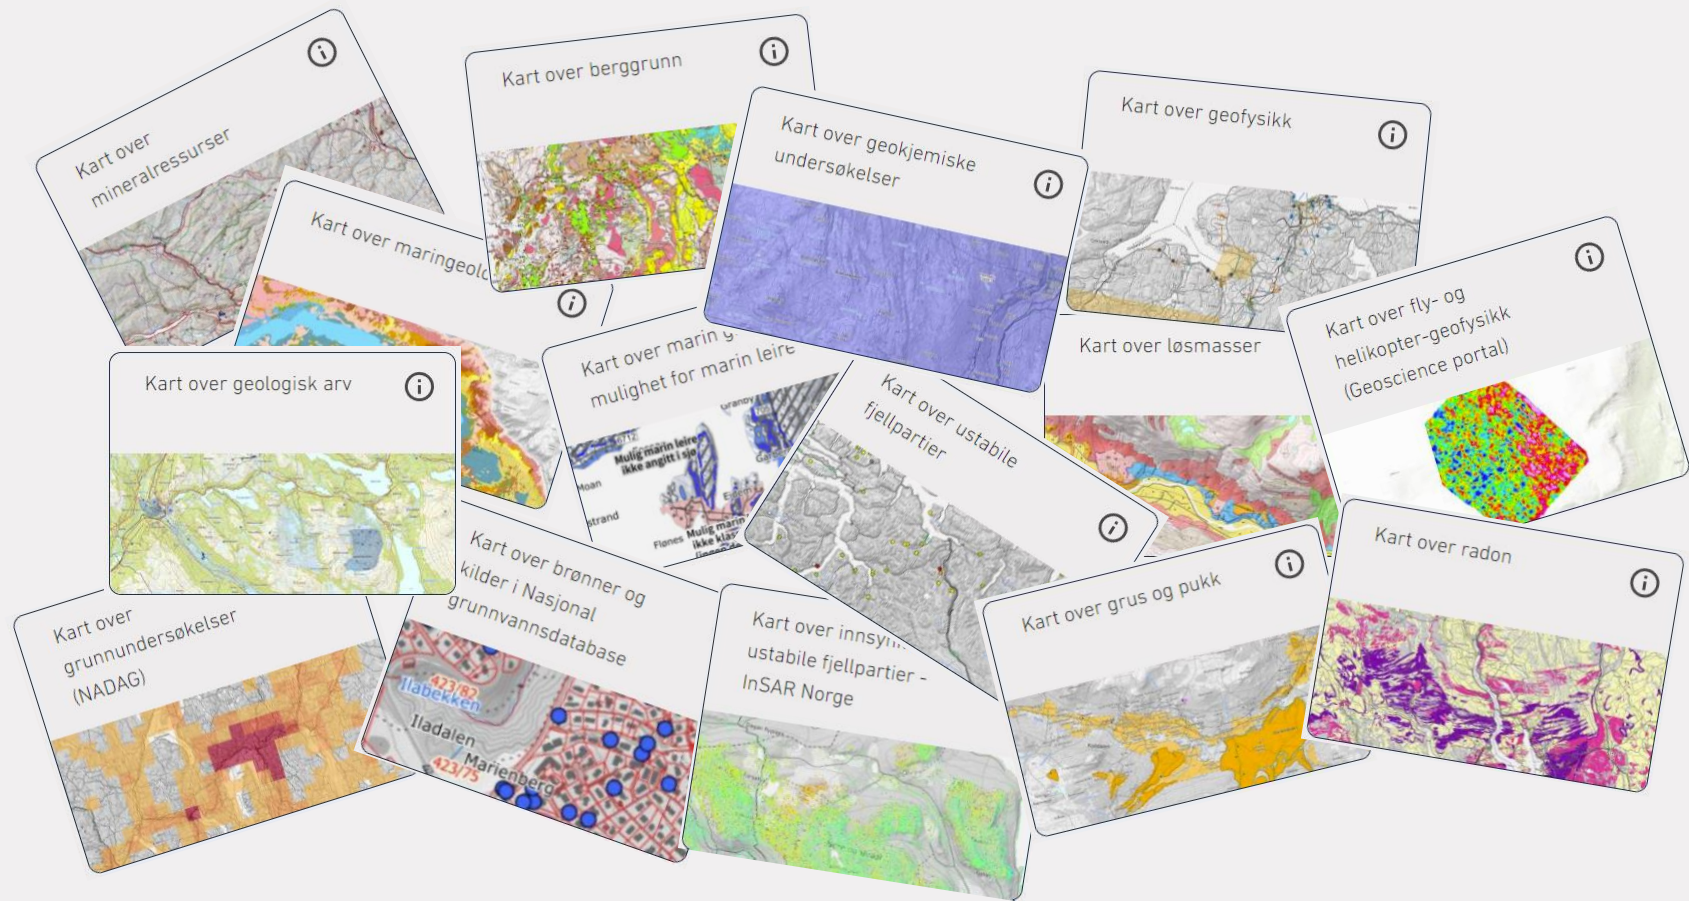 Kart over
mineralressurser
Kart over berggrunn
Kart over geokjemiske
undersøkelser
Kart over geofysikk
Kart over
Kart over fly- og
helikopter-geofysikk
(Geoscience portal)
Kart over geologisk arv
Kart over marin
mulighet for marin leire
Mulig marin leire
ikke angitt i sjø
Moan
strand
Flønes
Mulig marin
Kart over ustabile
fjellpartier
Kart over løsmasser
Kart over
grunnundersøkelser
(NADAG)
Kart over brønner og
kilder i Nasjonal
grunnvannsdatabase
423/82
Ilabekken
Iladalen
Marienberg
423/75
Kart over
ustabile fjellpartier -
InSAR Norge
Kart over grus og pukk
Kart over radon